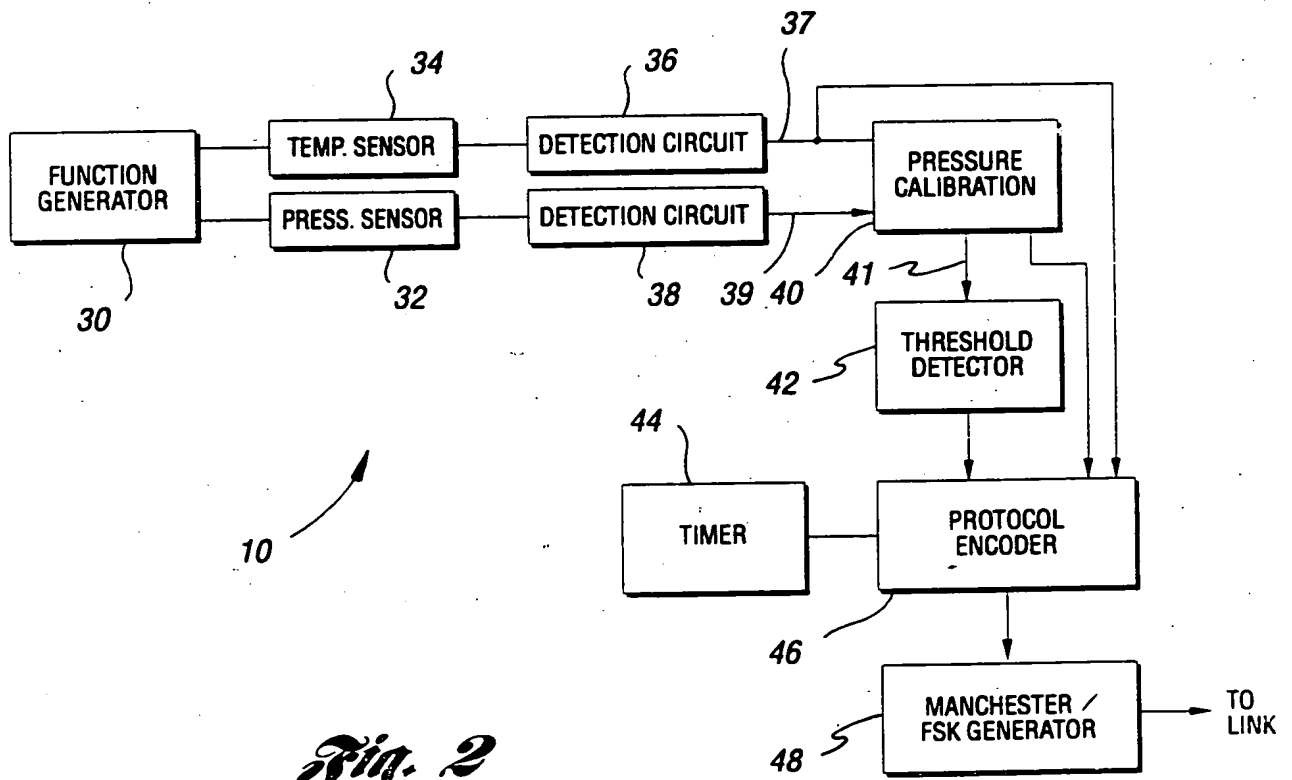 37
34
36
FUNCTION
GENERATOR
TEMP. SENSOR
DETECTION CIRCUIT
PRESSURE
CALIBRATION
PRESS. SENSOR
DETECTION CIRCUIT
30
32
38
39
40
41
THRESHOLD
DETECTOR
42
44
10
TIMER
PROTOCOL
ENCODER
46
MANCHESTER /
FSK GENERATOR
TO
LINK
48
Fig. 2